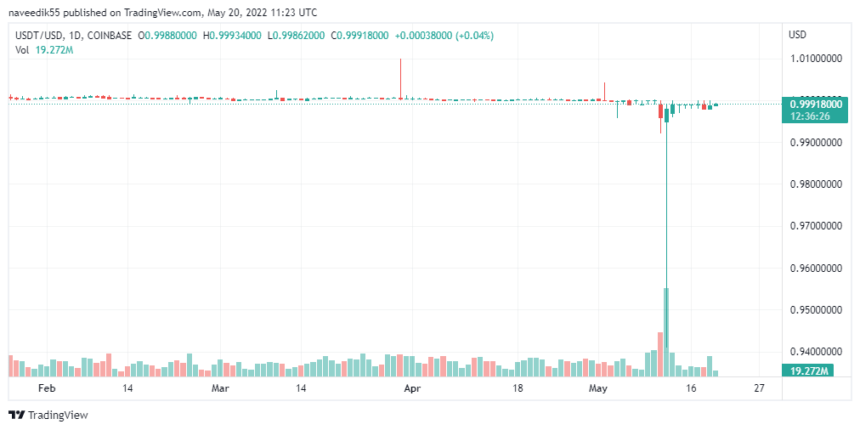 naveedik55 published on TradingView.com, May 20, 2022 11:23 UTC
USDT/USD, 1D, COINBASE O0.99880000 H0.99934000 L0.99862000 C0.99918000 +0.00038000 (+0.04%)
Vol 19.272M
USD
1.01000000
0.99918000
12:36:26
0.99000000
0.98000000
0.97000000
0.96000000
0.95000000
0.94000000
19.272M
Feb 14 Mar 14 Apr 18 May 16 27
TradingView